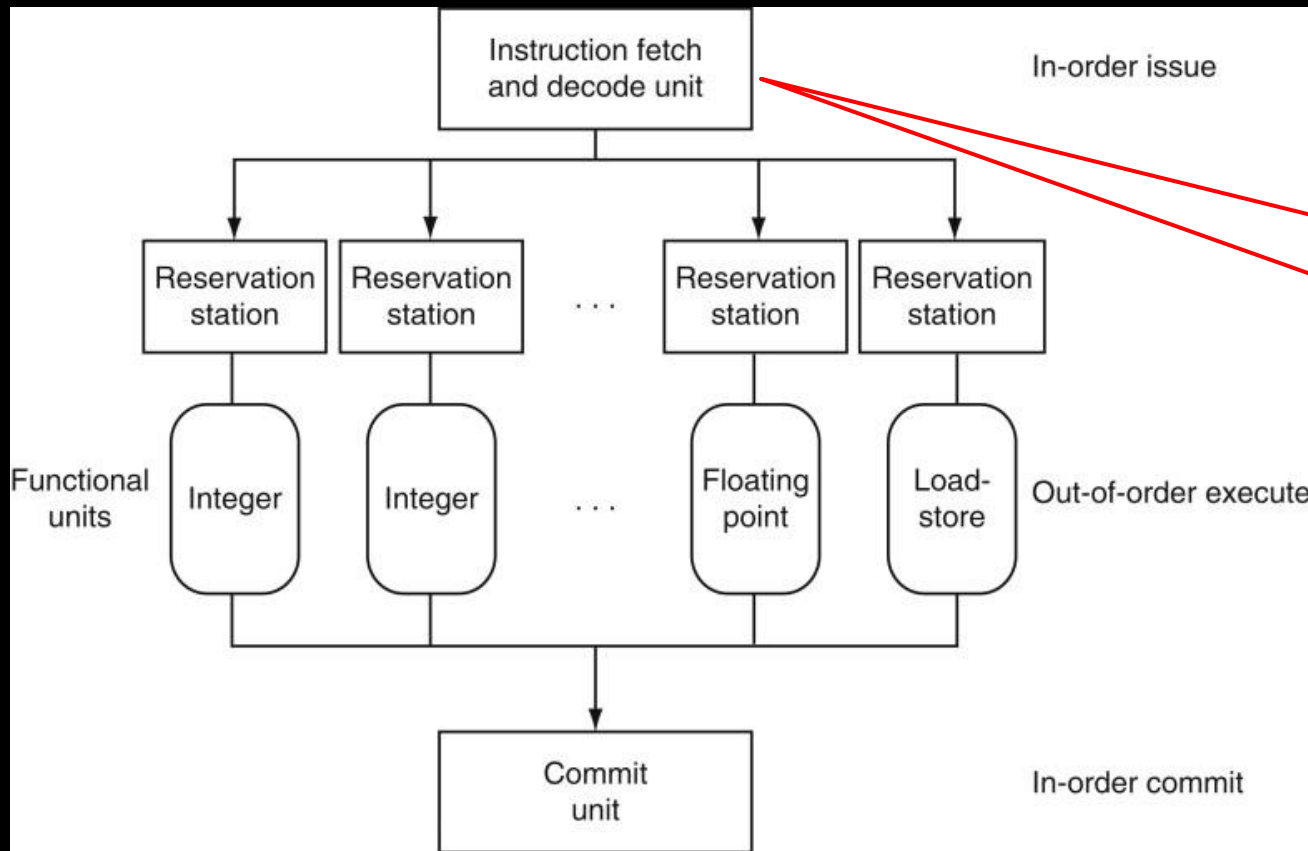 Instruction fetch
and decode unit
In-order issue
Reservation
station
Reservation
station
. . .
Reservation
station
Reservation
station
Functional
units
Integer
Integer
. . .
Floating
point
Load-
store
Out-of-order execute
Commit
unit
In-order commit